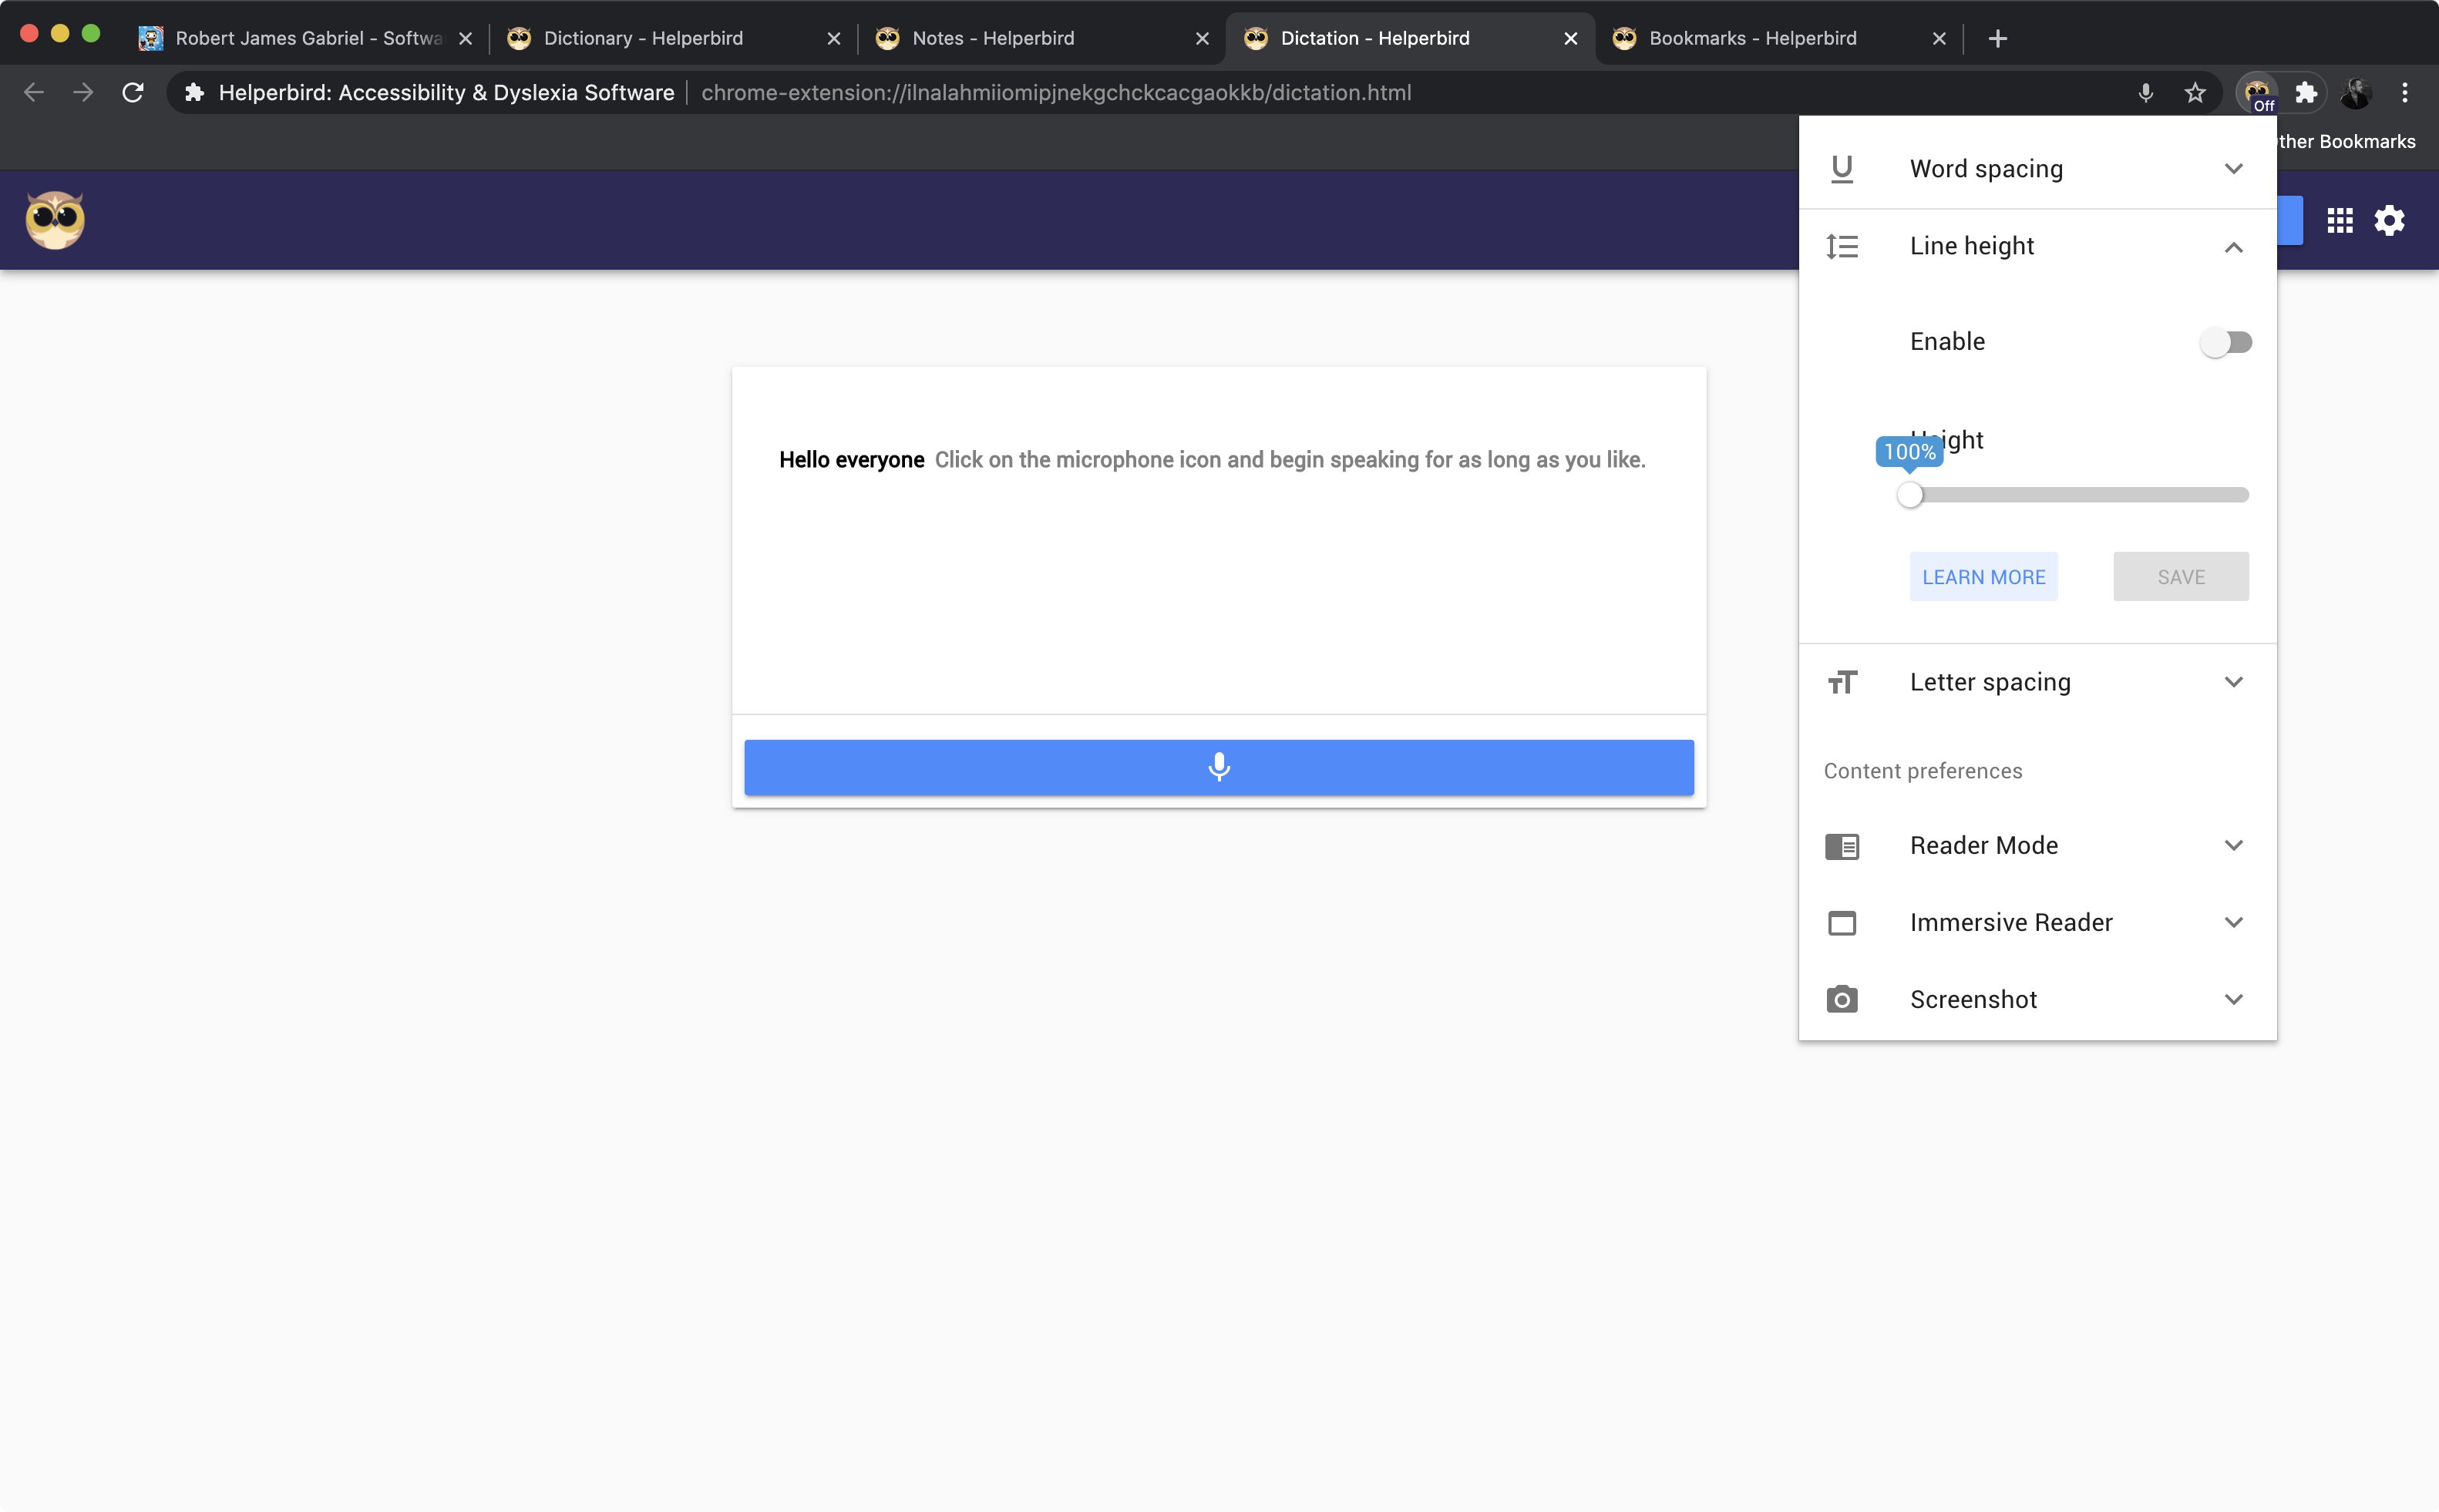 Robert James Gabriel - Softwa
Dictionary - Helperbird
Notes - Helperbird
Dictation - Helperbird
Bookmarks - Helperbird
Helperbird: Accessibility & Dyslexia Software
chrome-extension://ilnalahmiiomipjnekgchckcacgaokkb/dictation.html
Off
ther Bookmarks
Hello everyone Click on the microphone icon and begin speaking for as long as you like.
Word spacing
Line height
Enable
Height
100%
LEARN MORE
SAVE
Letter spacing
Content preferences
Reader Mode
Immersive Reader
Screenshot